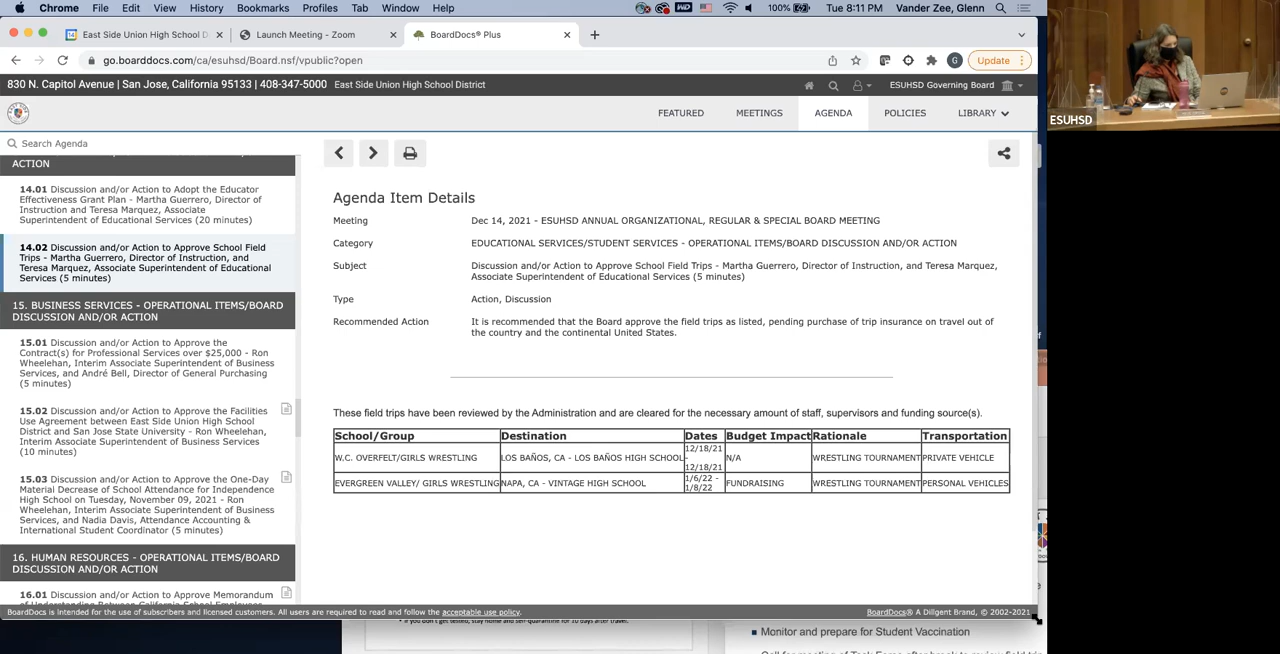 Chrome File Edit View History Bookmarks Profiles Tab Window Help 100% Tue 8:11 PM Vander Zee, Glenn
East Side Union High School D Launch Meeting - Zoom BoardDocs® Plus
go.boarddocs.com/ca/esuhsd/Board.nsf/vpublic?open G Update
830 N. Capitol Avenue | San Jose, California 95133 | 408-347-5000 East Side Union High School District ESUHSD Governing Board
FEATURED MEETINGS AGENDA POLICIES LIBRARY
Search Agenda
ACTION
14.01 Discussion and/or Action to Adopt the Educator
Effectiveness Grant Plan - Martha Guerrero, Director of
Instruction and Teresa Marquez, Associate
Superintendent of Educational Services (20 minutes)
14.02 Discussion and/or Action to Approve School Field
Trips - Martha Guerrero, Director of Instruction, and
Teresa Marquez, Associate Superintendent of Educational
Services (5 minutes)
15. BUSINESS SERVICES - OPERATIONAL ITEMS/BOARD
DISCUSSION AND/OR ACTION
15.01 Discussion and/or Action to Approve the
Contract(s) for Professional Services over $25,000 - Ron
Wheelehan, Interim Associate Superintendent of Business
Services, and André Bell, Director of General Purchasing
(5 minutes)
15.02 Discussion and/or Action to Approve the Facilities
Use Agreement between East Side Union High School
District and San Jose State University - Ron Wheelehan,
Interim Associate Superintendent of Business Services
(10 minutes)
15.03 Discussion and/or Action to Approve the One-Day
Material Decrease of School Attendance for Independence
High School on Tuesday, November 09, 2021 - Ron
Wheelehan, Interim Associate Superintendent of Business
Services, and Nadia Davis, Attendance Accounting &
International Student Coordinator (5 minutes)
16. HUMAN RESOURCES - OPERATIONAL ITEMS/BOARD
DISCUSSION AND/OR ACTION
16.01 Discussion and/or Action to Approve Memorandum
of Understanding Between California School Employees
Agenda Item Details
Meeting Dec 14, 2021 - ESUHSD ANNUAL ORGANIZATIONAL, REGULAR & SPECIAL BOARD MEETING
Category EDUCATIONAL SERVICES/STUDENT SERVICES - OPERATIONAL ITEMS/BOARD DISCUSSION AND/OR ACTION
Subject Discussion and/or Action to Approve School Field Trips - Martha Guerrero, Director of Instruction, and Teresa Marquez,
Associate Superintendent of Educational Services (5 minutes)
Type Action, Discussion
Recommended Action It is recommended that the Board approve the field trips as listed, pending purchase of trip insurance on travel out of
the country and the continental United States.
These field trips have been reviewed by the Administration and are cleared for the necessary amount of staff, supervisors and funding source(s).
School/Group Destination Dates Budget Impact Rationale Transportation
W.C. OVERFELT/GIRLS WRESTLING LOS BAÑOS, CA - LOS BAÑOS HIGH SCHOOL 12/18/21 - 12/18/21 N/A WRESTLING TOURNAMENT PRIVATE VEHICLE
EVERGREEN VALLEY/ GIRLS WRESTLING NAPA, CA - VINTAGE HIGH SCHOOL 1/6/22 - 1/8/22 FUNDRAISING WRESTLING TOURNAMENT PERSONAL VEHICLES
BoardDocs is intended for the use of subscribers and licensed customers. All users are required to read and follow the acceptable use policy. BoardDocs® A Diligent Brand, © 2002-2021
• If you don't get tested, stay home and self-quarantine for 10 days after travel.
Monitor and prepare for Student Vaccination
ESUHSD